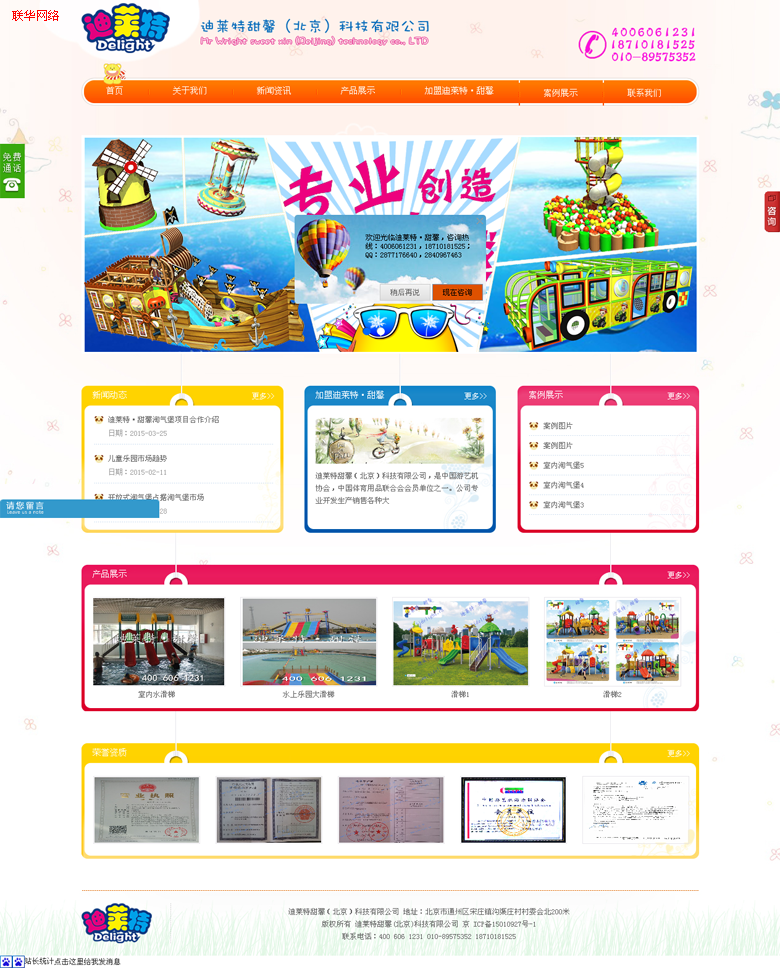 联华网络
迪莱特
Delight
迪莱特甜馨（北京）科技有限公司
Mr Wright sweet xin (Beijing) technology co., LTD
4006061231
18710181525
010-89575352
首页
关于我们
新闻资讯
产品展示
加盟迪莱特·甜馨
案例展示
联系我们
免费
通话
咨询
专业创造
欢迎光临迪莱特·甜馨，咨询热
线：4006061231，18710181525；
QQ：2877176640，2840967463
稍后再说
现在咨询
新闻动态 更多>>
迪莱特·甜馨淘气堡项目合作介绍
日期：2015-03-25
儿童乐园市场趋势
日期：2015-02-11
开放式淘气堡占据淘气堡市场
28
加盟迪莱特·甜馨 更多>>
迪莱特甜馨（北京）科技有限公司，是中国游艺机
协会，中国体育用品联合会会员单位之一。公司专
业开发生产销售各种大
案例展示 更多>>
案例图片
案例图片
室内淘气堡5
室内淘气堡4
室内淘气堡3
请您留言
产品展示 更多>>
400 606 1231
400 606 1231
室内水滑梯
水上乐园大滑梯
滑梯1
滑梯2
荣誉资质 更多>>
营业执照
会员单位
迪莱特
Delight
迪莱特甜馨（北京）科技有限公司 地址：北京市通州区宋庄镇沟渠庄村村委会北200米
版权所有 迪莱特甜馨(北京)科技有限公司 京 ICP备15010927号-1
联系电话：400 606 1231 010-89575352 18710181525
站长统计点击这里给我发消息